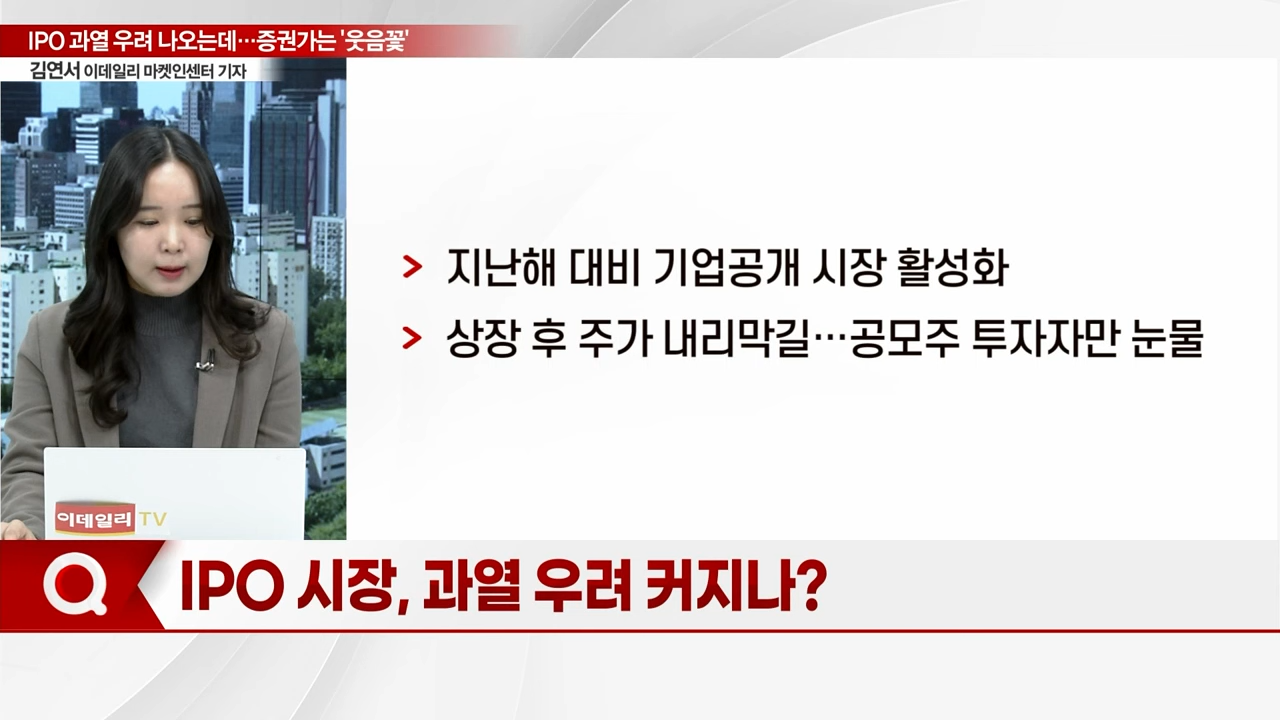 IPO 과열 우려 나오는데…증권가는 '웃음꽃'
김연서 이데일리 마켓인센터 기자
> 지난해 대비 기업공개 시장 활성화
> 상장 후 주가 내리막길…공모주 투자자만 눈물
이데일리 TV
Q IPO 시장, 과열 우려 커지나?